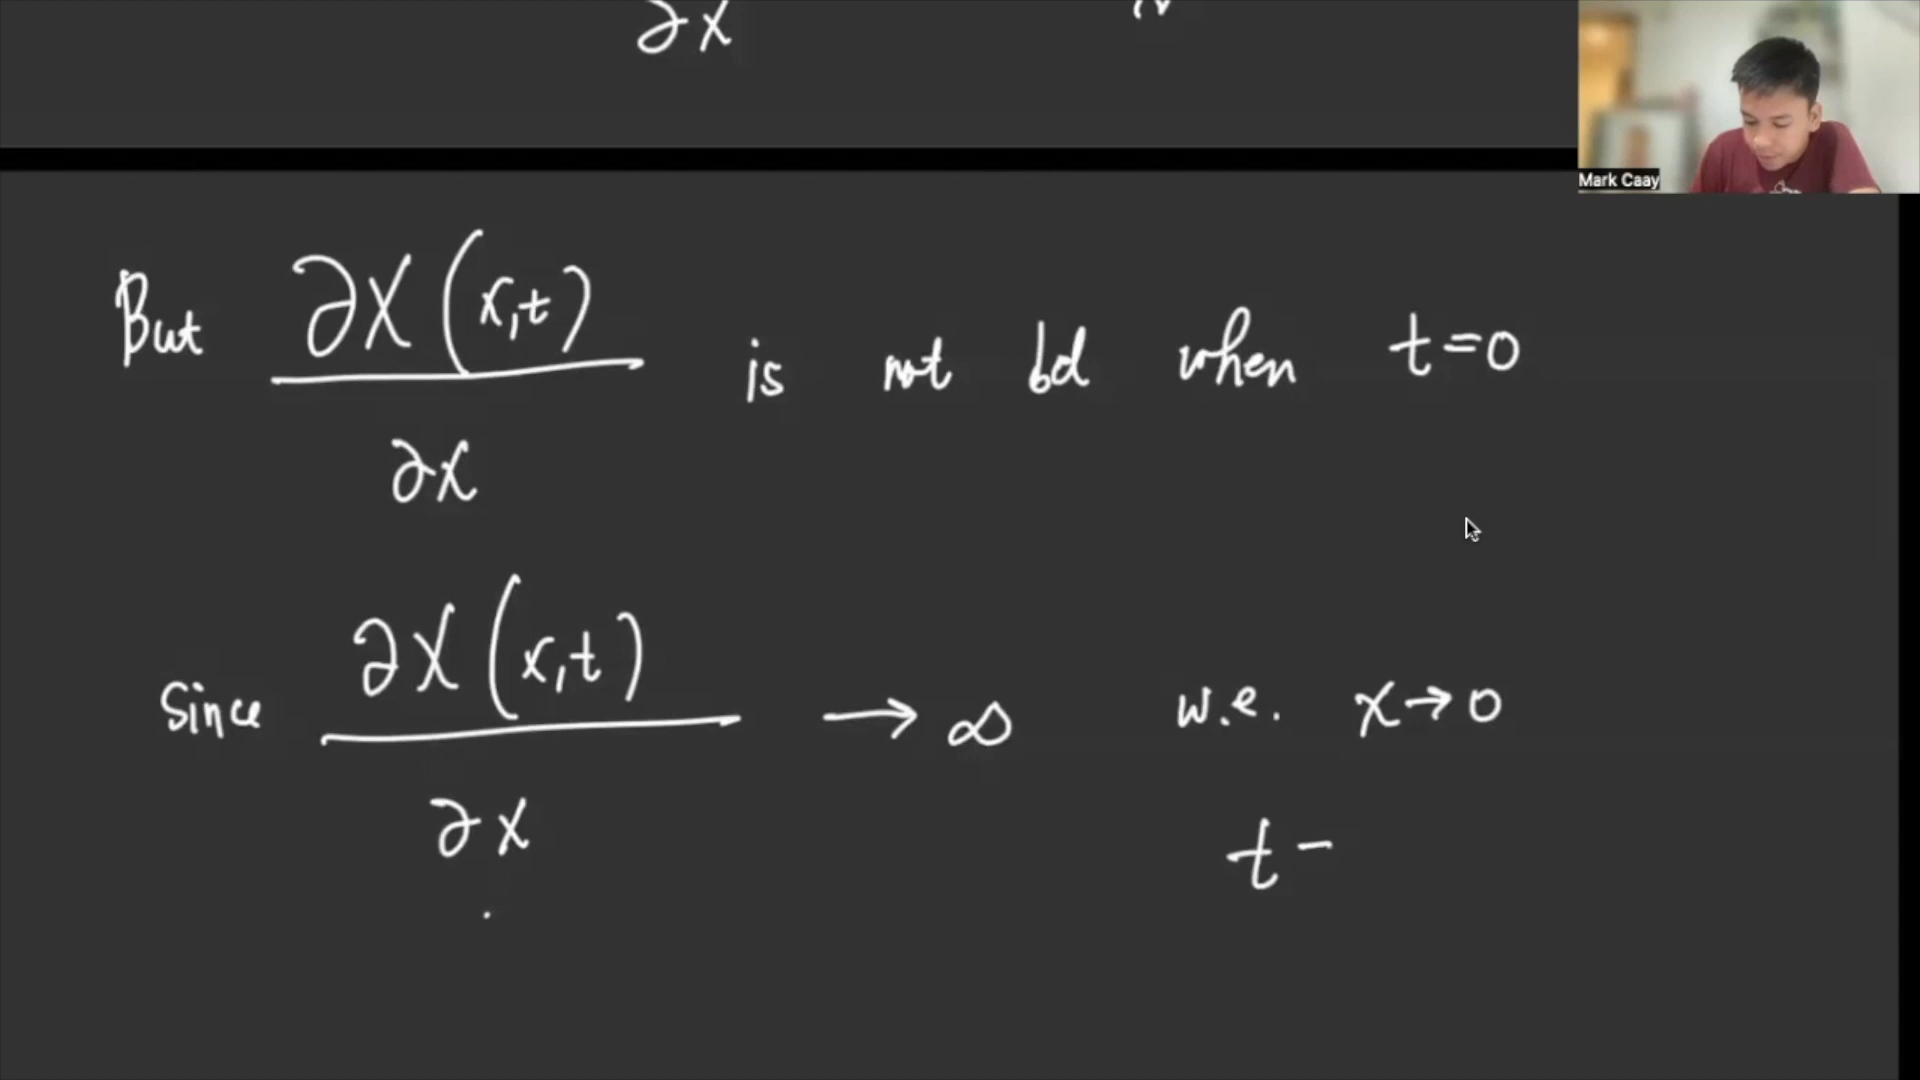 ∂x
Mark Caay
But ∂X(x,t)/∂x is not bd when t=0
Since ∂X(x,t)/∂x → ∞ w.e. x→0
t –